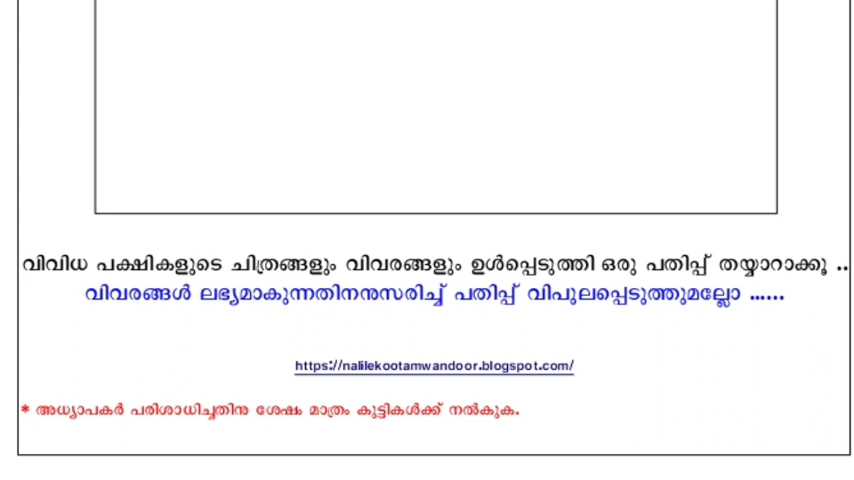 വിവിധ പക്ഷികളുടെ ചിത്രങ്ങളും വിവരങ്ങളും ഉൾപ്പെടുത്തി ഒരു പതിപ്പ് തയ്യാറാക്കൂ ..
വിവരങ്ങൾ ലഭ്യമാകുന്നതിനനുസരിച്ച് പതിപ്പ് വിപുലപ്പെടുത്തുമല്ലോ ......
https://nalilekootamwandoor.blogspot.com/
* അധ്യാപകർ പരിശാധിച്ചതിനു ശേഷം മാത്രം കുട്ടികൾക്ക് നൽകുക.